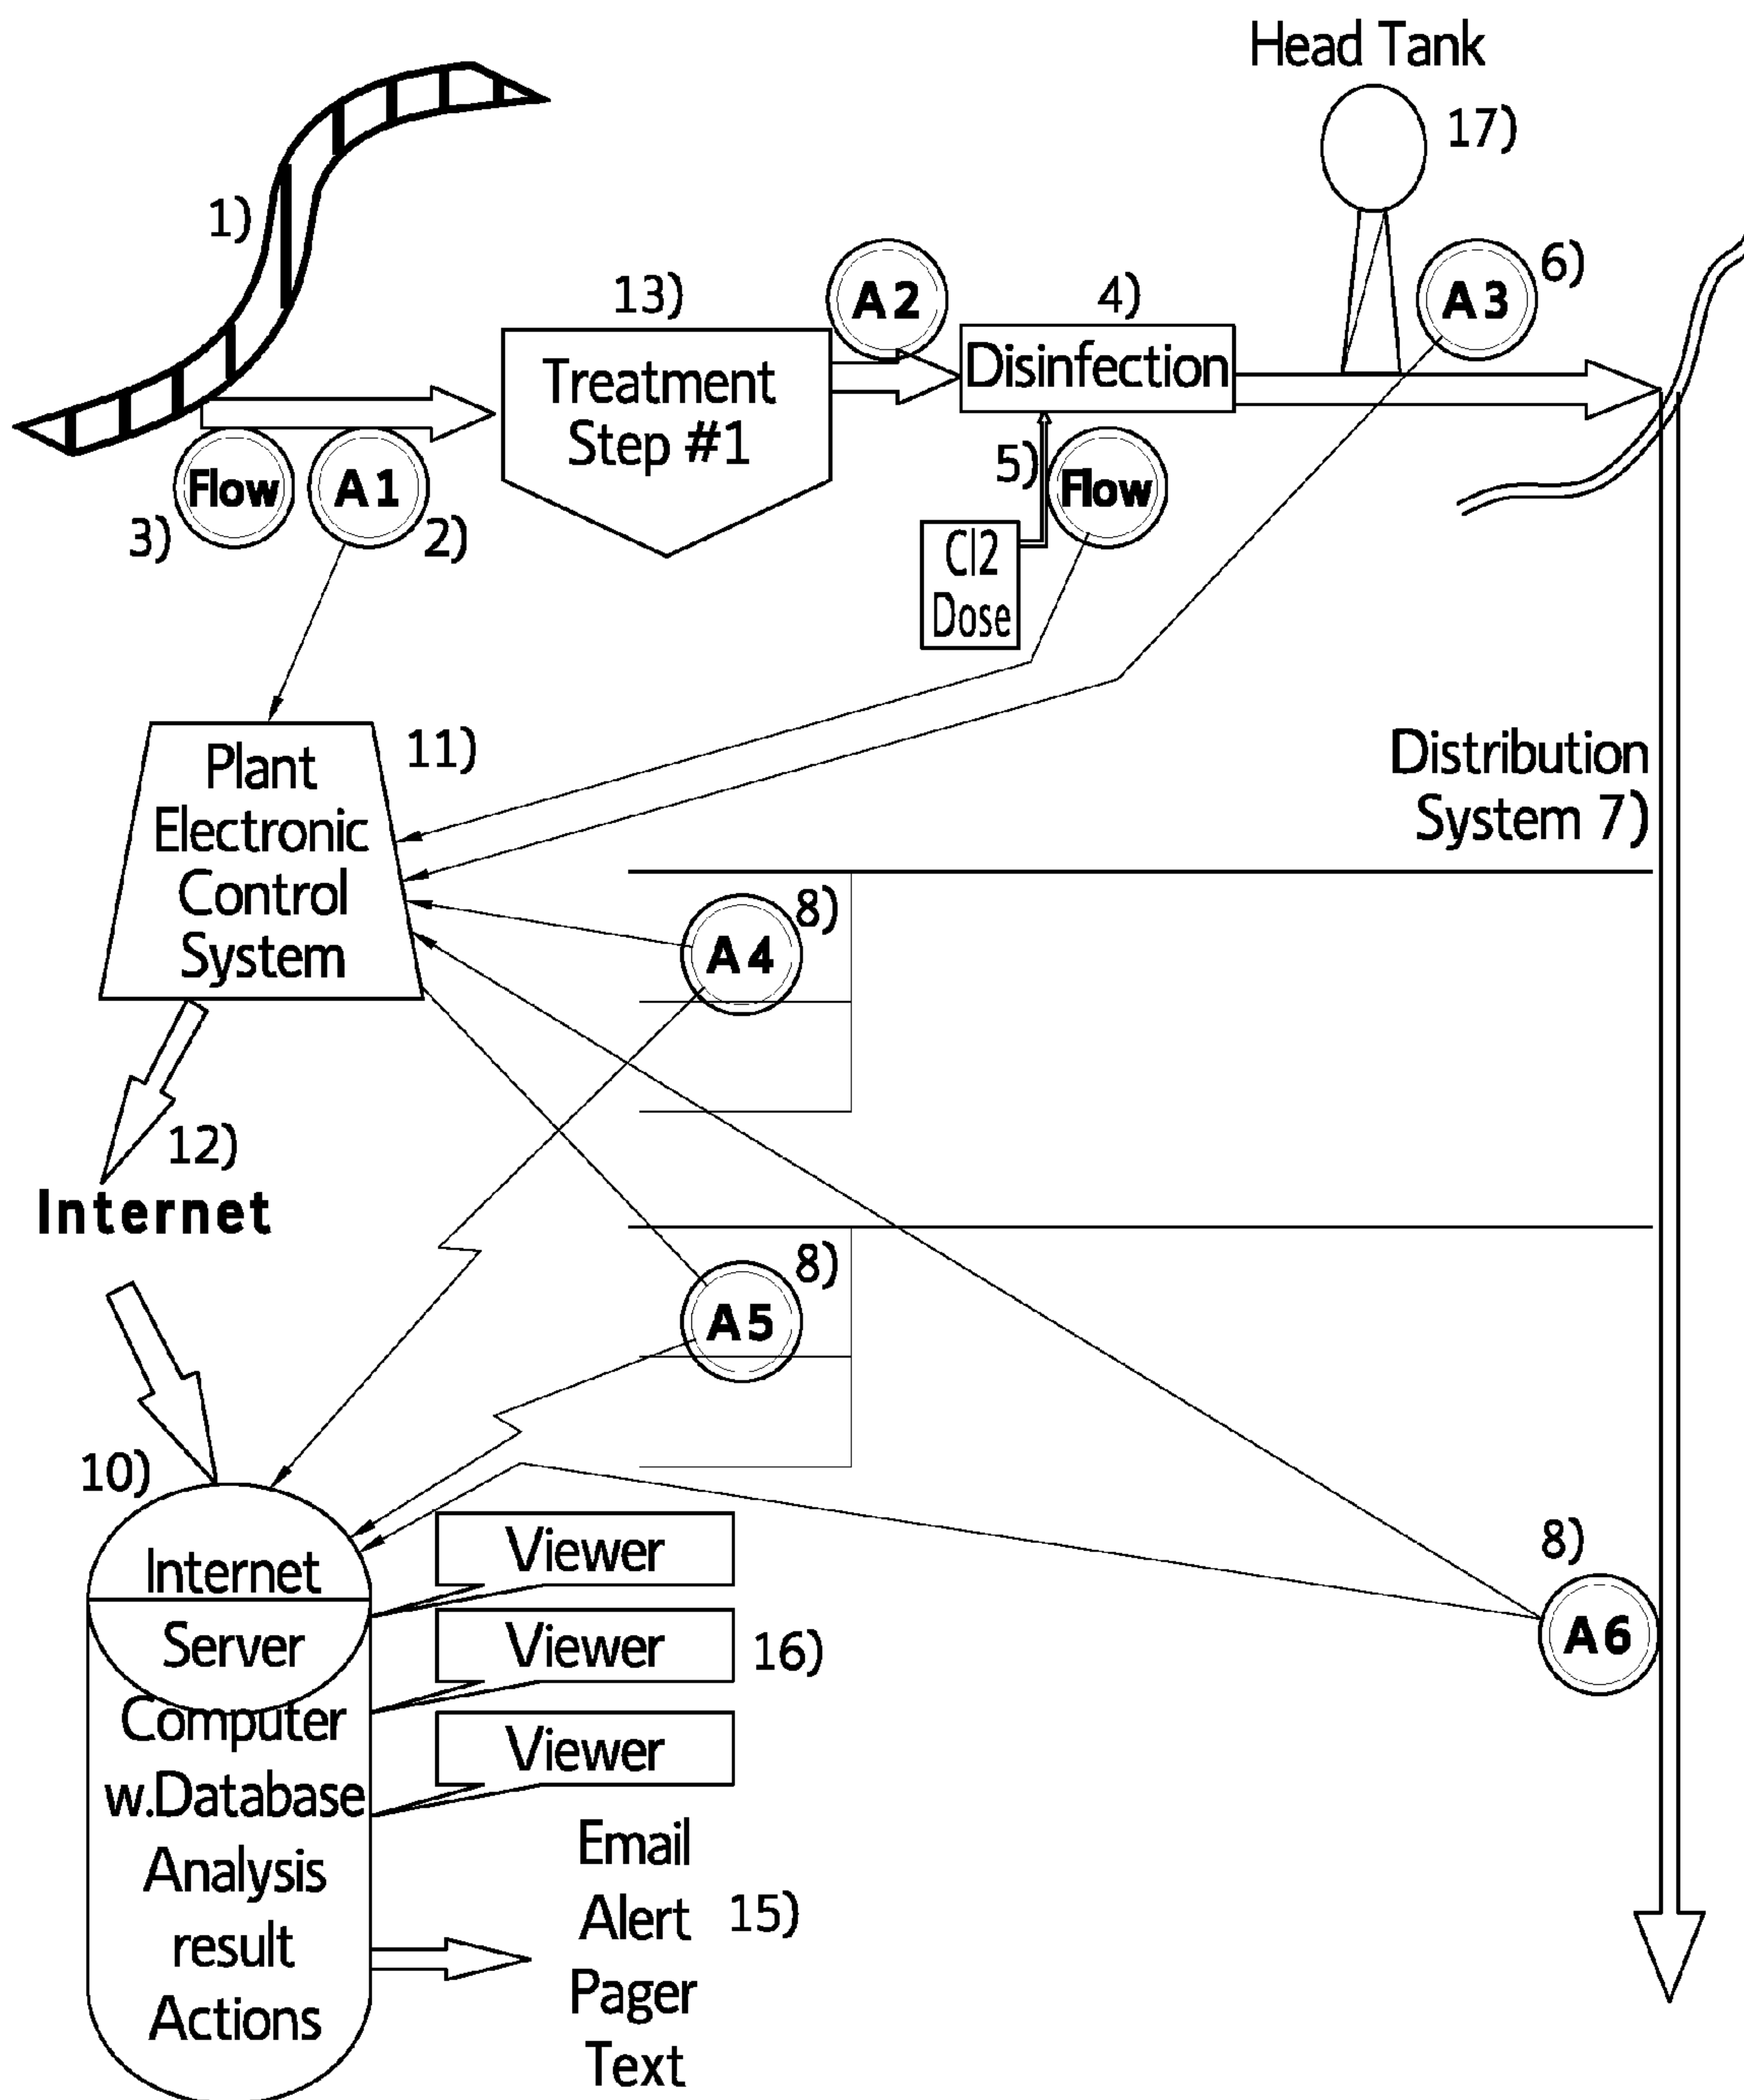 Head Tank
17)
1)
6)
13)
A2
4)
A3
Treatment
Step #1
Disinfection
Flow
A1
3)
2)
5)
Flow
Cl2
Dose
Plant
Electronic
Control
System
11)
Distribution
System 7)
A4
8)
12)
Internet
A5
8)
10)
Internet
Server
Computer
w.Database
Analysis
result
Actions
Viewer
Viewer
16)
Viewer
8)
A6
Email
Alert
15)
Pager
Text